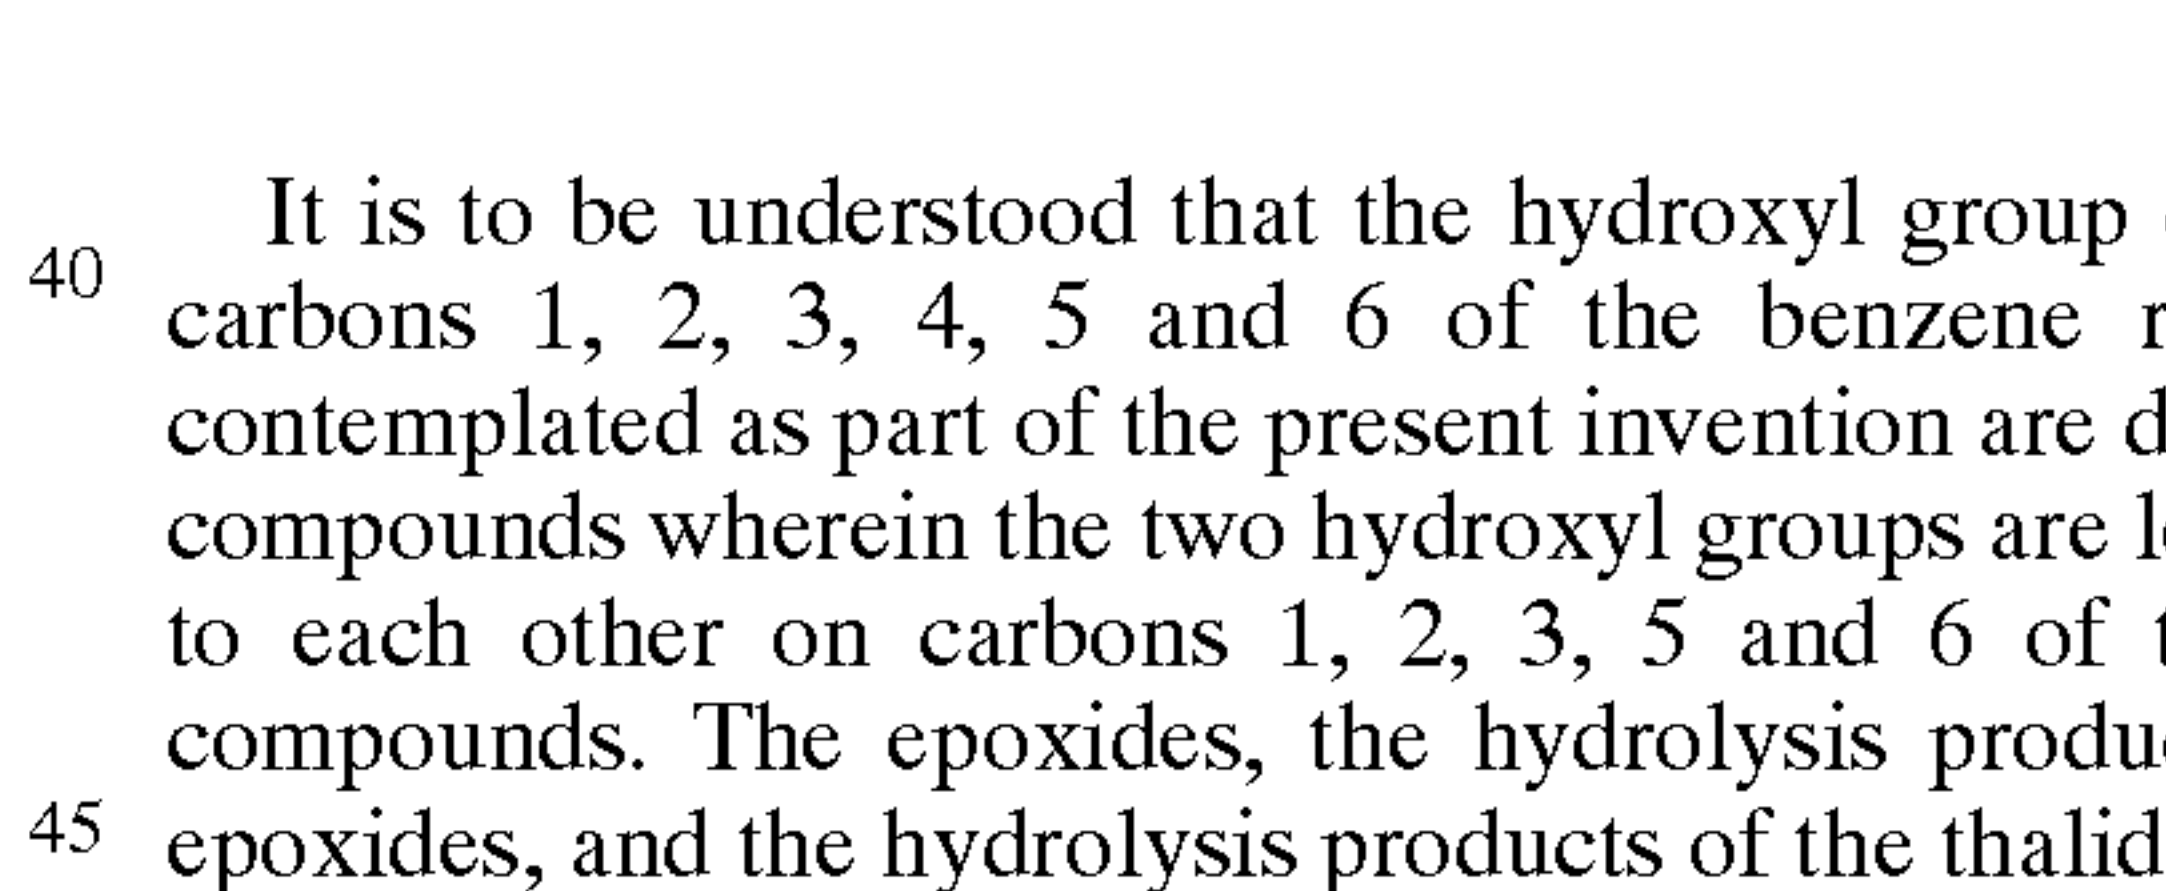 It is to be understood that the hydroxyl group
40
carbons 1, 2, 3, 4, 5 and 6 of the benzene
contemplated as part of the present invention are
compounds wherein the two hydroxyl groups are
to each other on carbons 1, 2, 3, 5 and 6 of
compounds. The epoxides, the hydrolysis
45
epoxides, and the hydrolysis products of the